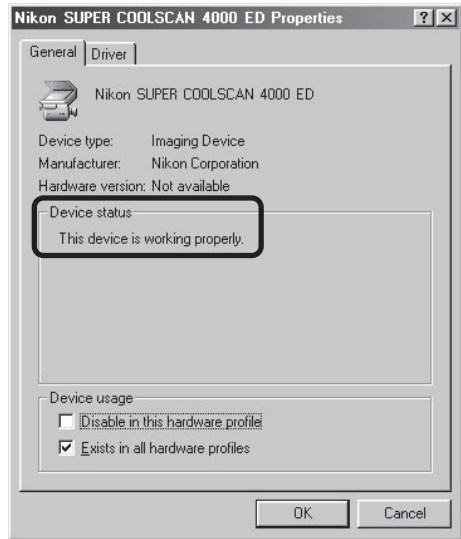 Nikon SUPER COOLSCAN 4000 ED Properties
General Driver
Nikon SUPER COOLSCAN 4000 ED
Device type: Imaging Device
Manufacturer: Nikon Corporation
Hardware version: Not available
Device status
This device is working properly.
Device usage
Disable in this hardware profile
Exists in all hardware profiles
OK Cancel